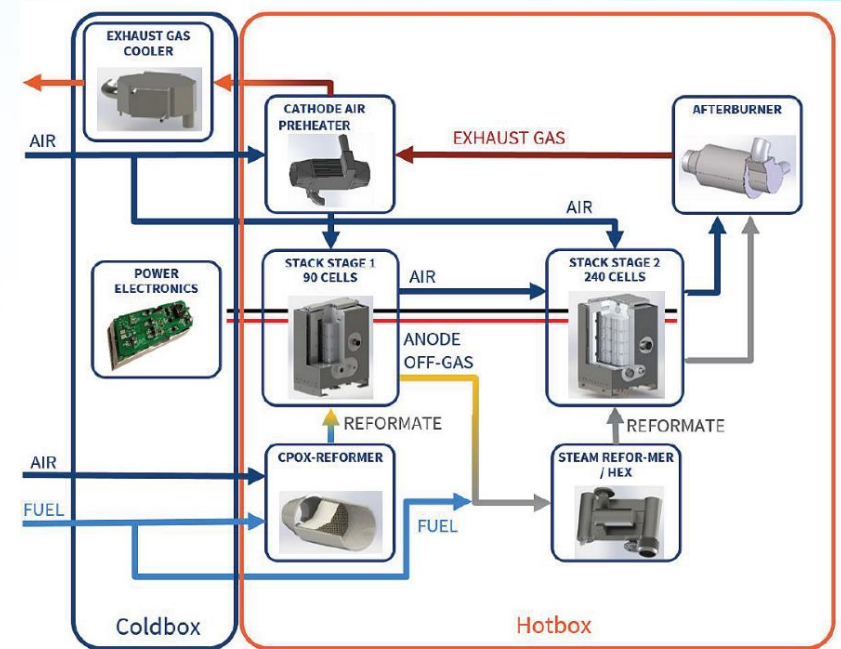 EXHAUST GAS
COOLER
AIR
CATHODE AIR
PREHEATER
EXHAUST GAS
AFTERBURNER
AIR
POWER
ELECTRONICS
STACK STAGE 1
90 CELLS
AIR
STACK STAGE 2
240 CELLS
ANODE
OFF-GAS
REFORMATE
REFORMATE
AIR
CPOX-REFORMER
STEAM REFOR-MER
/ HEX
FUEL
FUEL
Coldbox
Hotbox